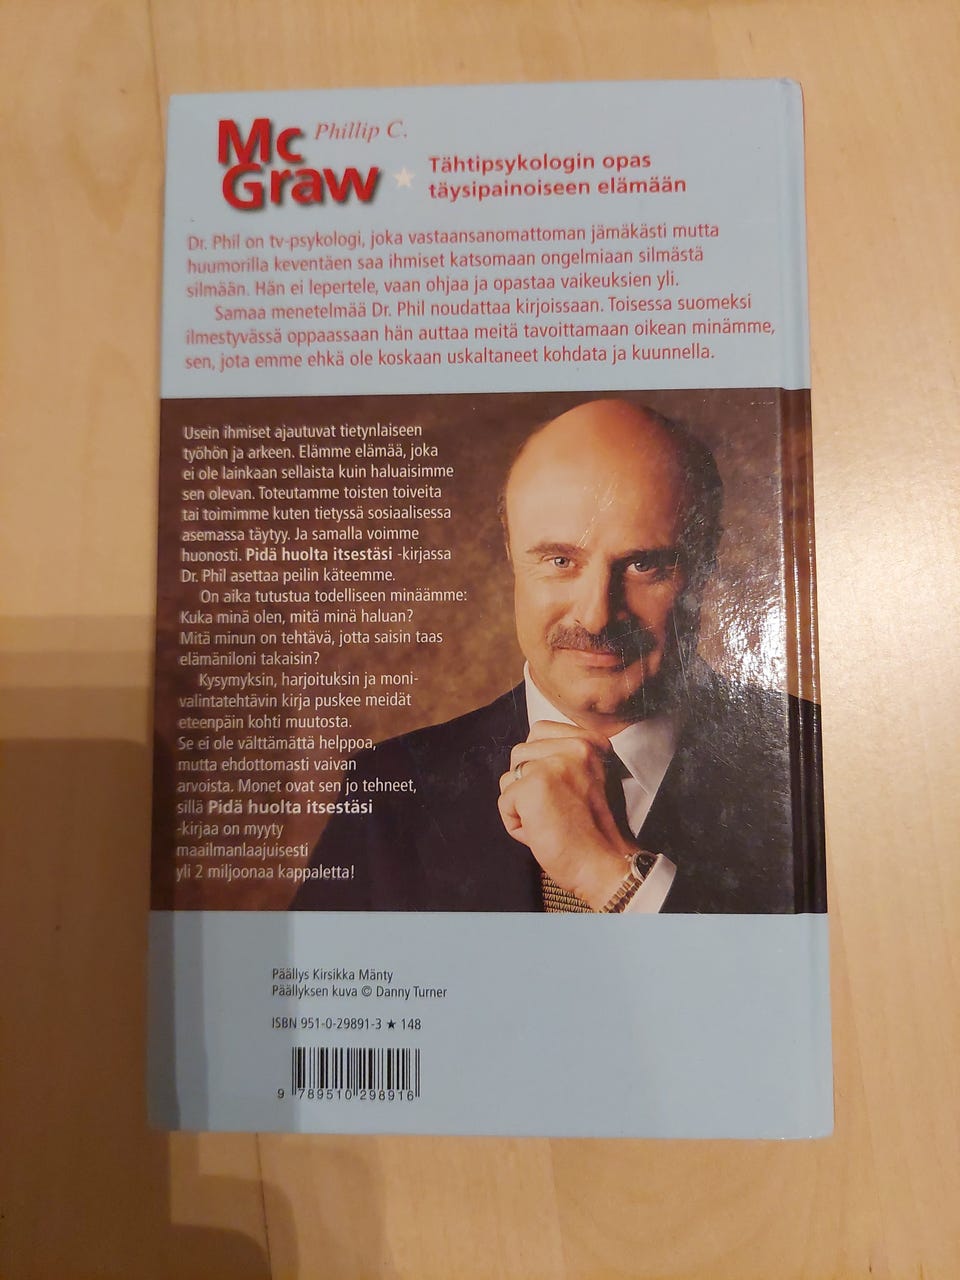 Mc Phillip C.
Graw
Tähtipsykologin opas
täysipainoiseen elämään
Dr. Phil on tv-psykologi, joka vastaansanomattoman jämäkästi mutta
huumorilla keventäen saa ihmiset katsomaan ongelmiaan silmästä
silmään. Hän ei lepertele, vaan ohjaa ja opastaa vaikeuksien yli.
Samaa menetelmää Dr. Phil noudattaa kirjoissaan. Toisessa suomeksi
ilmestyvässä oppaassaan hän auttaa meitä tavoittamaan oikean minämme,
sen, jota emme ehkä ole koskaan uskaltaneet kohdata ja kuunnella.
Usein ihmiset ajautuvat tietynlaiseen
työhön ja arkeen. Elämme elämää, joka
ei ole lainkaan sellaista kuin haluaisimme
sen olevan. Toteutamme toisten toiveita
tai toimimme kuten tietyssä sosiaalisessa
asemassa täytyy. Ja samalla voimme
huonosti. Pidä huolta itsestäsi -kirjassa
Dr. Phil asettaa peilin käteemme.
On aika tutustua todelliseen minäämme:
Kuka minä olen, mitä minä haluan?
Mitä minun on tehtävä, jotta saisin taas
elämäniloni takaisin?
Kysymyksin, harjoituksin ja moni-
valintatehtävin kirja puskee meidät
eteenpäin kohti muutosta.
Se ei ole välttämättä helppoa,
mutta ehdottomasti vaivan
arvoista. Monet ovat sen jo tehneet,
sillä Pidä huolta itsestäsi
-kirjaa on myyty
maailmanlaajuisesti
yli 2 miljoonaa kappaletta!
Päällys Kirsikka Mänty
Päällyksen kuva © Danny Turner
ISBN 951-0-29891-3 ★ 148
9 789510 298916